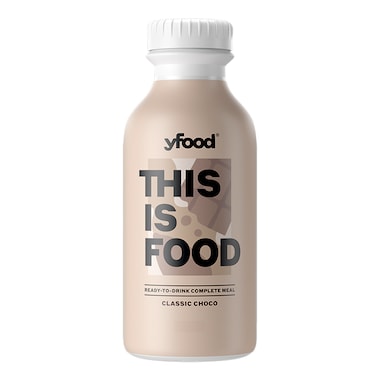 yfood®
THIS
IS
FOOD
READY-TO-DRINK COMPLETE MEAL
CLASSIC CHOCO